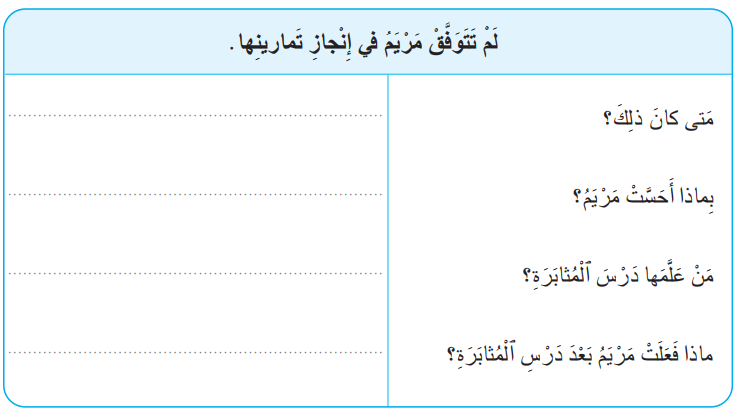 لَمْ تَتَوَفَّقْ مَرْيَمُ في إِنْجازِ تَمارينِها .
مَتى كانَ ذلِكَ؟
بِماذا أَحَسَّتْ مَرْيَمُ؟
مَنْ عَلَّمَها دَرْسَ ٱلْمُثابَرَةِ؟
ماذا فَعَلَتْ مَرْيَمُ بَعْدَ دَرْسِ ٱلْمُثابَرَةِ؟